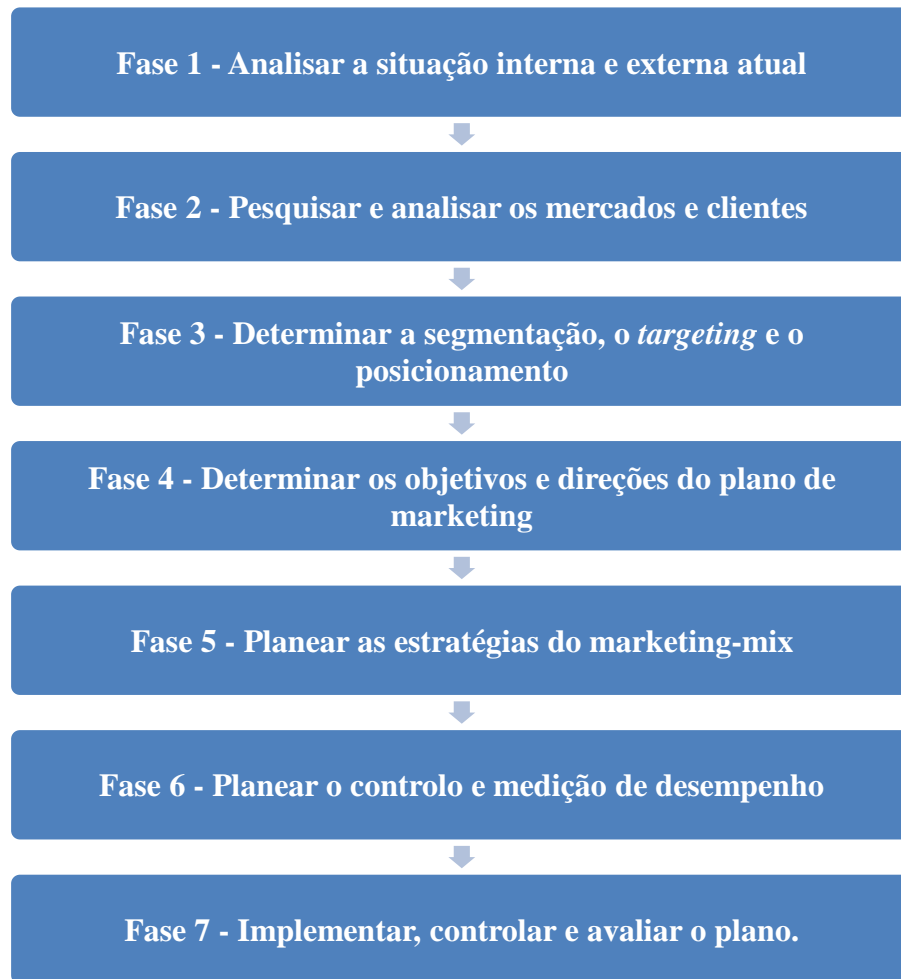 Fase 1 - Analisar a situação interna e externa atual
Fase 2 - Pesquisar e analisar os mercados e clientes
Fase 3 - Determinar a segmentação, o targeting e o
posicionamento
Fase 4 - Determinar os objetivos e direções do plano de
marketing
Fase 5 - Planear as estratégias do marketing-mix
Fase 6 - Planear o controlo e medição de desempenho
Fase 7 - Implementar, controlar e avaliar o plano.